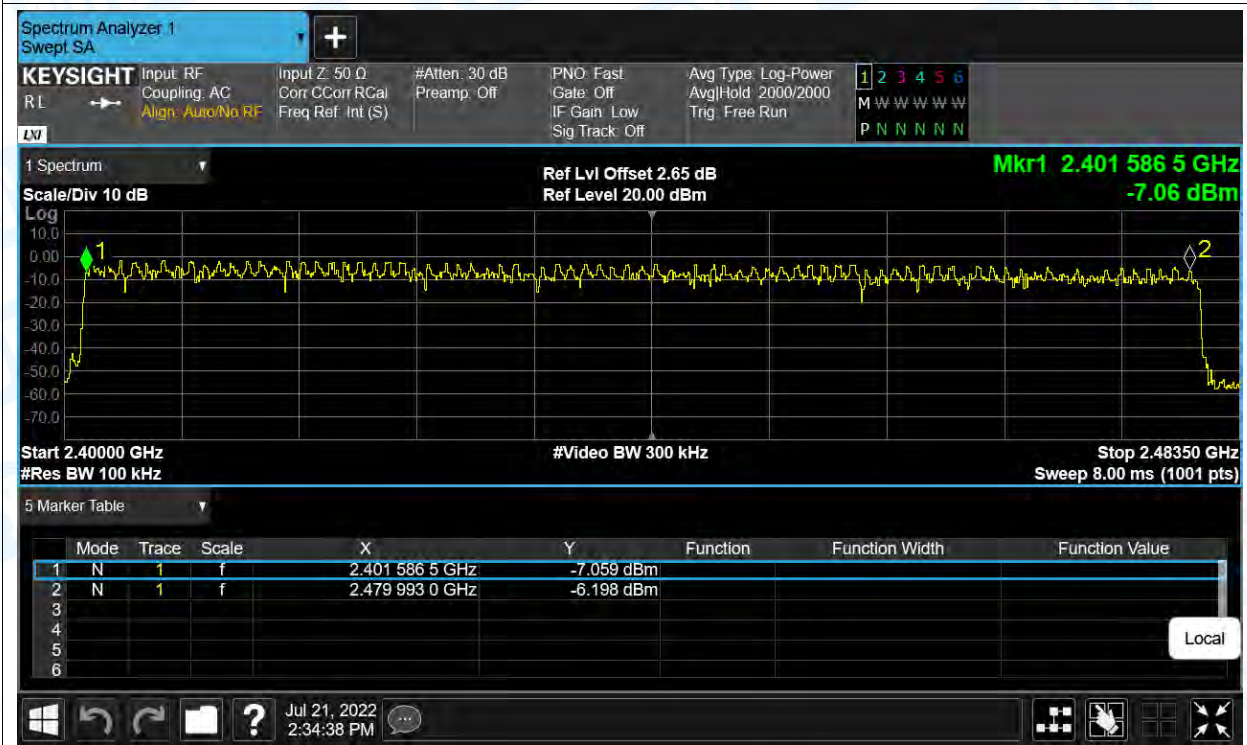 Spectrum Analyzer 1
Swept SA
+
KEYSIGHT Input: RF Input Z: 50 Ω #Atten: 30 dB PNO: Fast Avg Type: Log-Power 1 2 3 4 5 6
R L Coupling: AC Corr CCorr RCal Preamp: Off Gate: Off Avg|Hold: 2000/2000 M W W W W W
Align: Auto/No RF Freq Ref: Int (S) IF Gain: Low Trig: Free Run
LXI Sig Track: Off P N N N N N
1 Spectrum Ref Lvl Offset 2.65 dB Mkr1 2.401 586 5 GHz
Scale/Div 10 dB Ref Level 20.00 dBm -7.06 dBm
Log
10.0
0.00 1 2
-10.0
-20.0
-30.0
-40.0
-50.0
-60.0
-70.0
Start 2.40000 GHz #Video BW 300 kHz Stop 2.48350 GHz
#Res BW 100 kHz Sweep 8.00 ms (1001 pts)
5 Marker Table
Mode Trace Scale X Y Function Function Width Function Value
1 N 1 f 2.401 586 5 GHz -7.059 dBm
2 N 1 f 2.479 993 0 GHz -6.198 dBm
3
4
5 Local
6
? Jul 21, 2022
2:34:38 PM